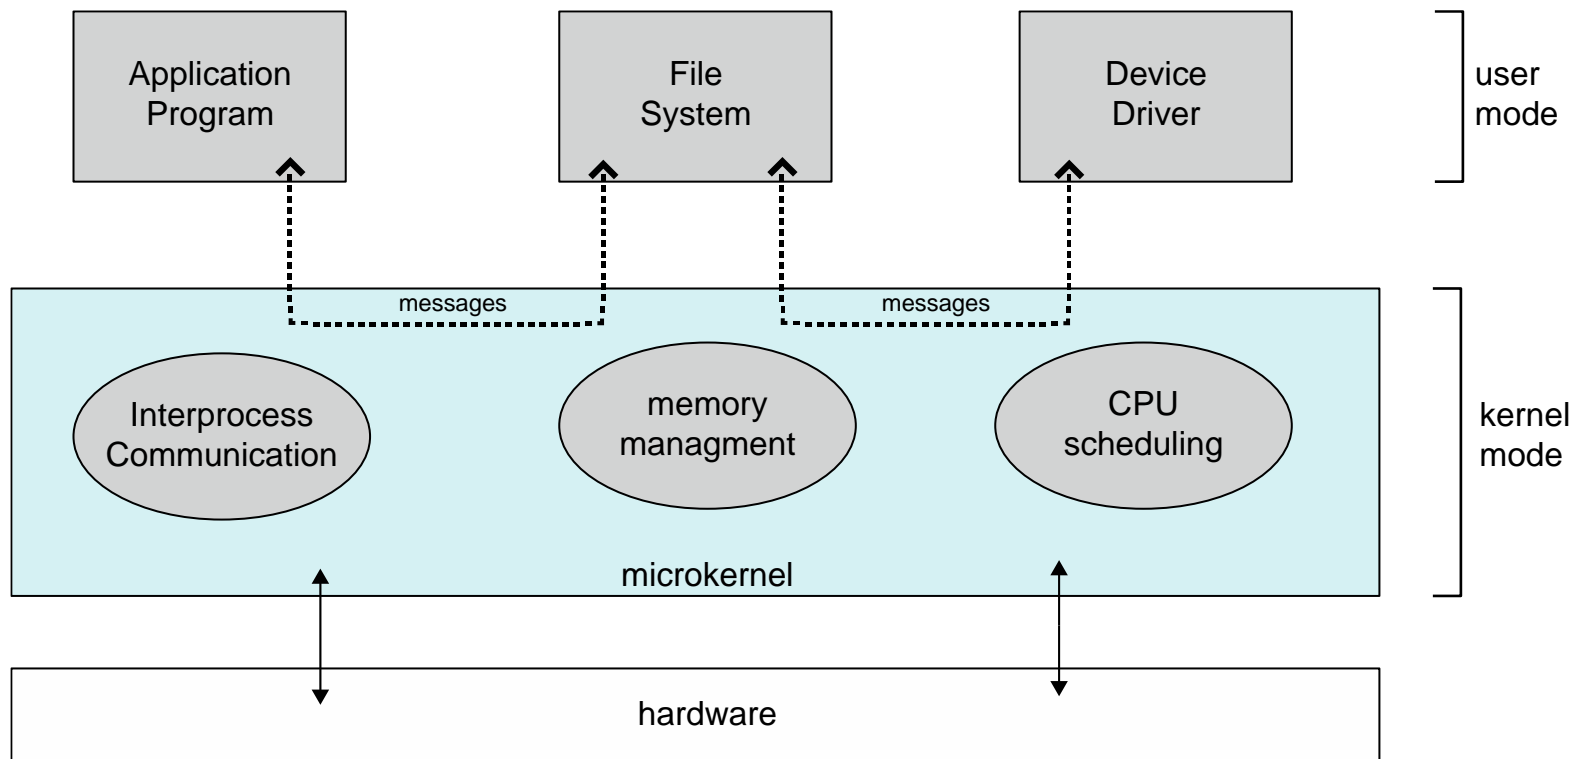 Application
Program
File
System
Device
Driver
user
mode
messages
messages
Interprocess
Communication
memory
managment
CPU
scheduling
kernel
mode
microkernel
hardware